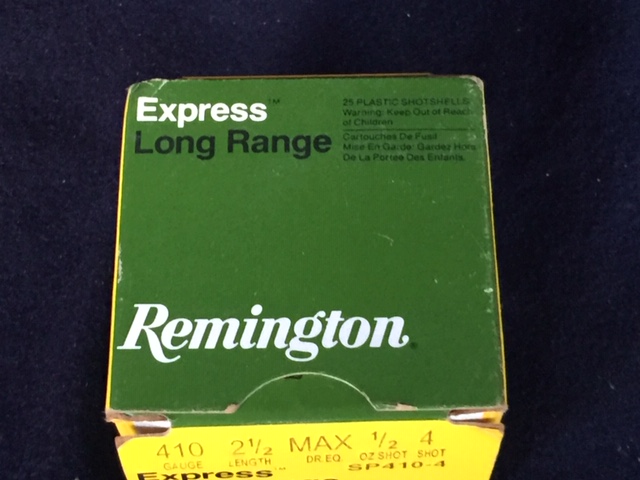 Express™
Long Range
25 PLASTIC SHOTSHELLS
Warning: Keep Out of Reach
of Children
Cartouches De Fusil
Mise En Garde: Gardez Hors
De La Portee Des Enfants.
Remington®
410 2½ MAX ½ 4
GAUGE LENGTH DR.EQ. OZ SHOT SHOT
Express™ SP410-4